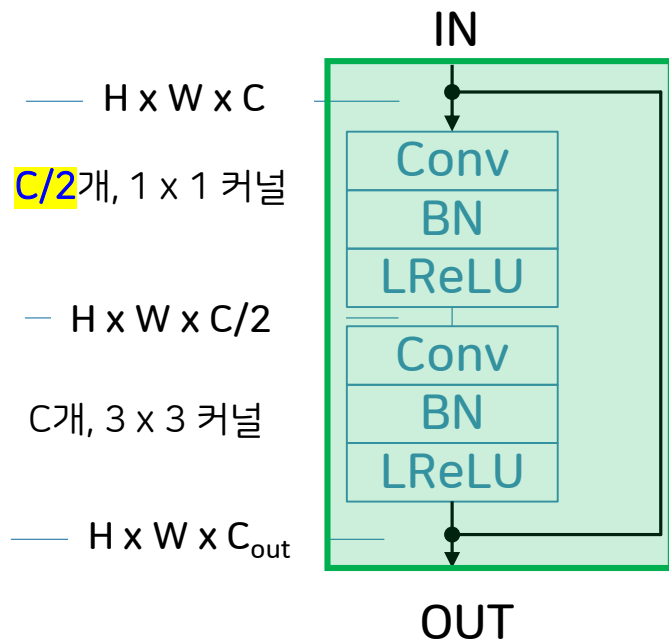 IN
H x W x C
C/2개, 1 x 1 커널
Conv
BN
LReLU
H x W x C/2
Conv
C개, 3 x 3 커널
BN
LReLU
H x W x Cout
OUT